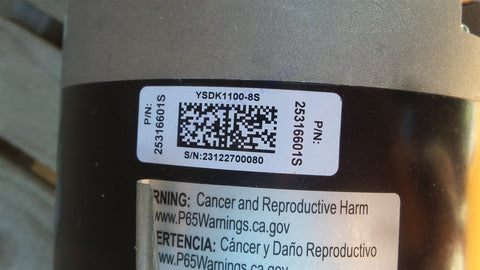 YSDK1100-8S
P/N:
25316601S
P/N:
25316601S
S/N:23122700080
RNING: Cancer and Reproductive Harm
www.P65Warnings.ca.gov
ERTENCIA: Cáncer y Daño Reproductivo
www.P65Warnings.ca.gov